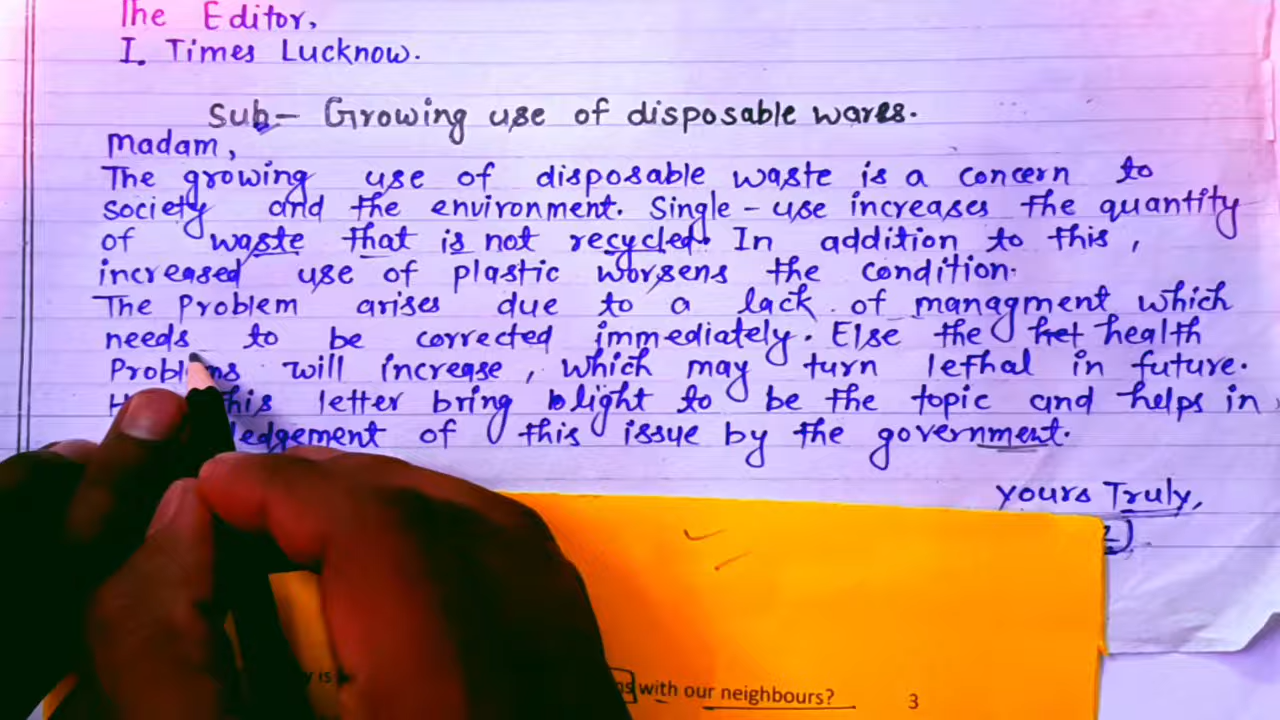 The Editor,
I. Times Lucknow.
Sub- Growing use of disposable wares.
Madam,
The growing use of disposable waste is a concern to
society and the environment. Single-use increases the quantity
of waste that is not recycled. In addition to this,
increased use of plastic worsens the condition.
The Problem arises due to a lack of managment which
needs to be corrected immediately. Else the health
will increase, which may turn lethal in future.
letter bring light to be the topic and helps in
of this issue by the government.
Yours Truly,
with our neighbours? 3